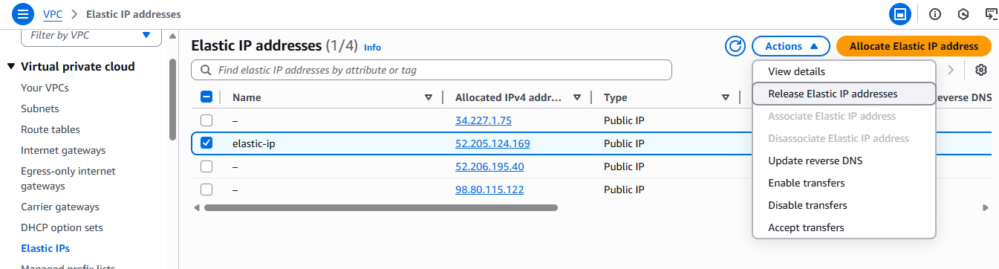 VPC > Elastic IP addresses
Filter by VPC
Virtual private cloud
Your VPCs
Subnets
Route tables
Internet gateways
Egress-only internet
gateways
Carrier gateways
DHCP option sets
Elastic IPs
Managed prefix lists
Elastic IP addresses (1/4) Info
Actions
Allocate Elastic IP address
Find elastic IP addresses by attribute or tag
Name Allocated IPv4 addr... Type everse DNS
– 34.227.1.75 Public IP
elastic-ip 52.205.124.169 Public IP
– 52.206.195.40 Public IP
– 98.80.115.122 Public IP
View details
Release Elastic IP addresses
Associate Elastic IP address
Disassociate Elastic IP address
Update reverse DNS
Enable transfers
Disable transfers
Accept transfers